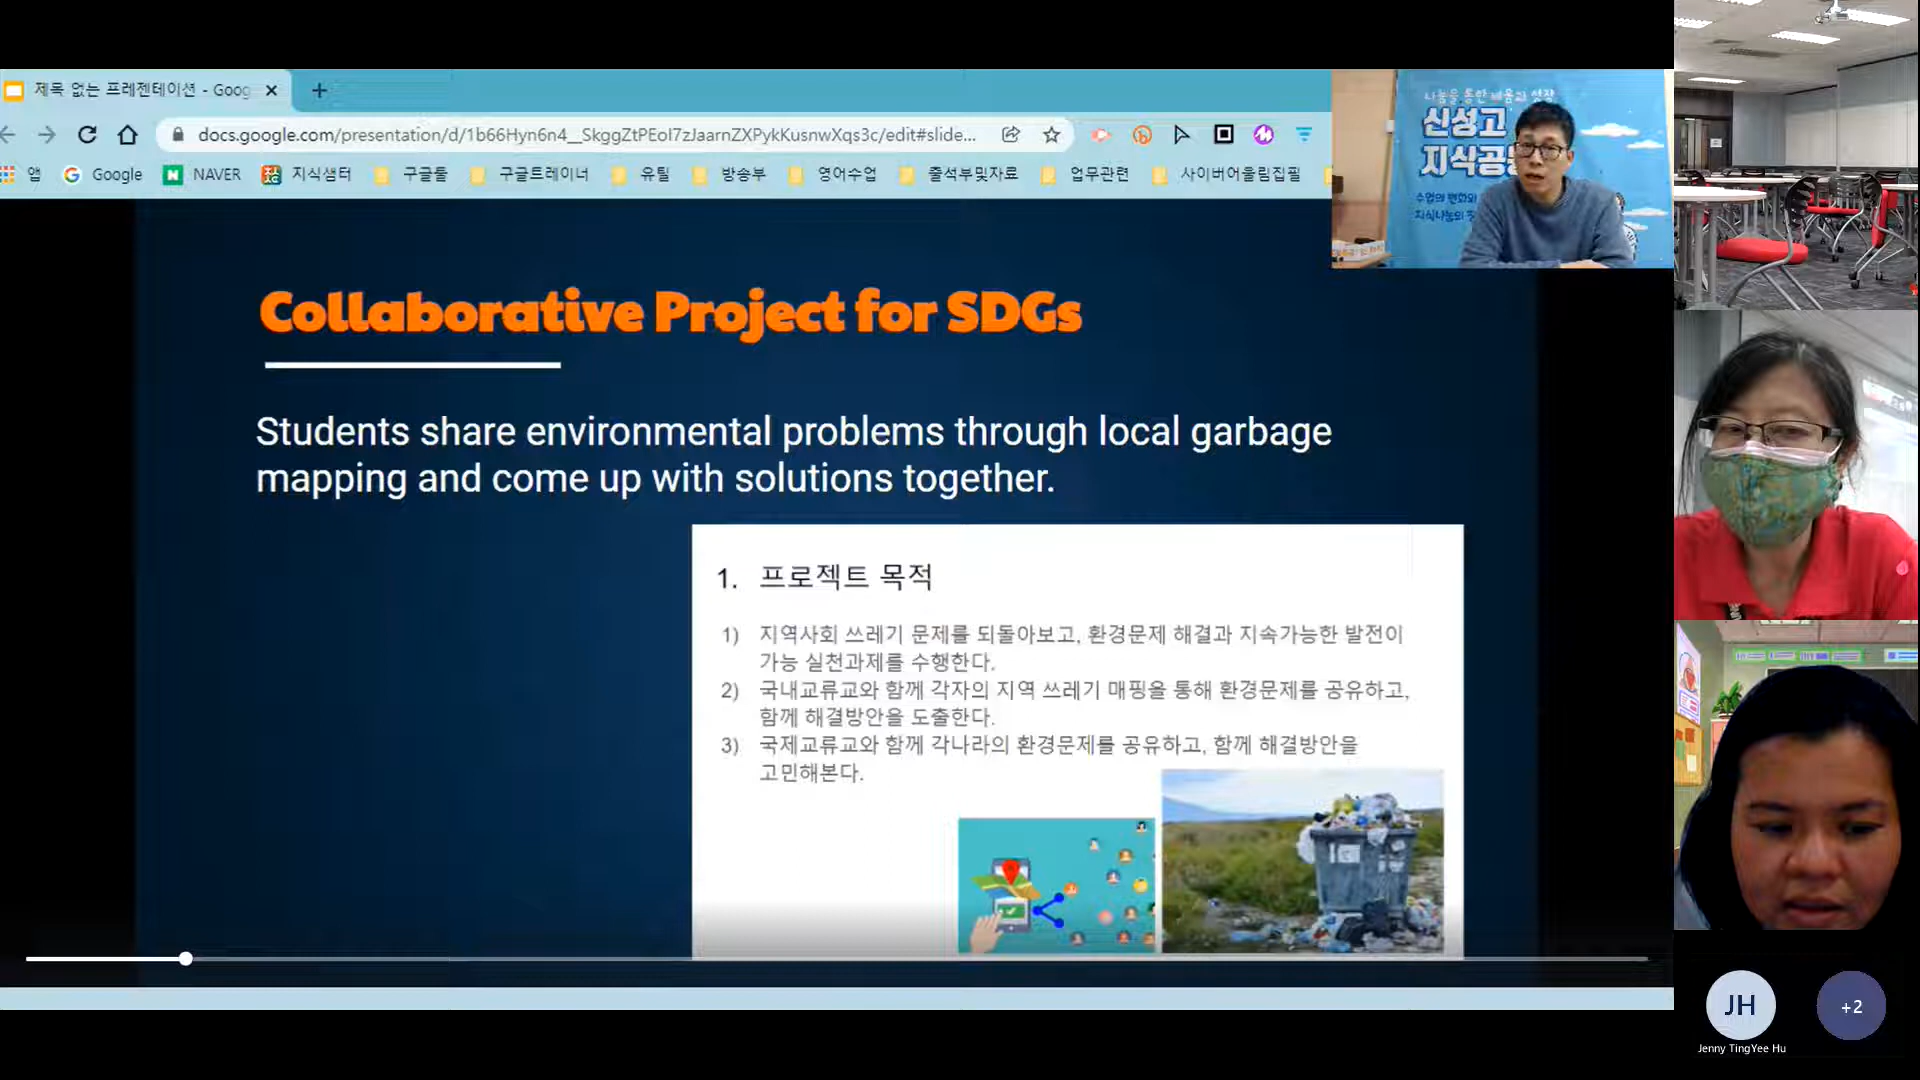 제목 없는 프레젠테이션 - Goog
docs.google.com/presentation/d/1b66Hyn6n4__SkggZtPEoI7zJaarnZXPykKusnwXqs3c/edit#slide...
앱 Google NAVER 지식샘터 구글툴 구글트레이너 유틸 방송부 영어수업 출석부및자료 업무관련 사이버어울림집필
나눔을 통한 배움과 성장
신성고
지식공
수업의 변화와
지식나눔의
Collaborative Project for SDGs
Students share environmental problems through local garbage
mapping and come up with solutions together.
1. 프로젝트 목적
1) 지역사회 쓰레기 문제를 되돌아보고, 환경문제 해결과 지속가능한 발전이
가능 실천과제를 수행한다.
2) 국내교류교와 함께 각자의 지역 쓰레기 매핑을 통해 환경문제를 공유하고,
함께 해결방안을 도출한다.
3) 국제교류교와 함께 각나라의 환경문제를 공유하고, 함께 해결방안을
고민해본다.
JH
+2
Jenny TingYee Hu